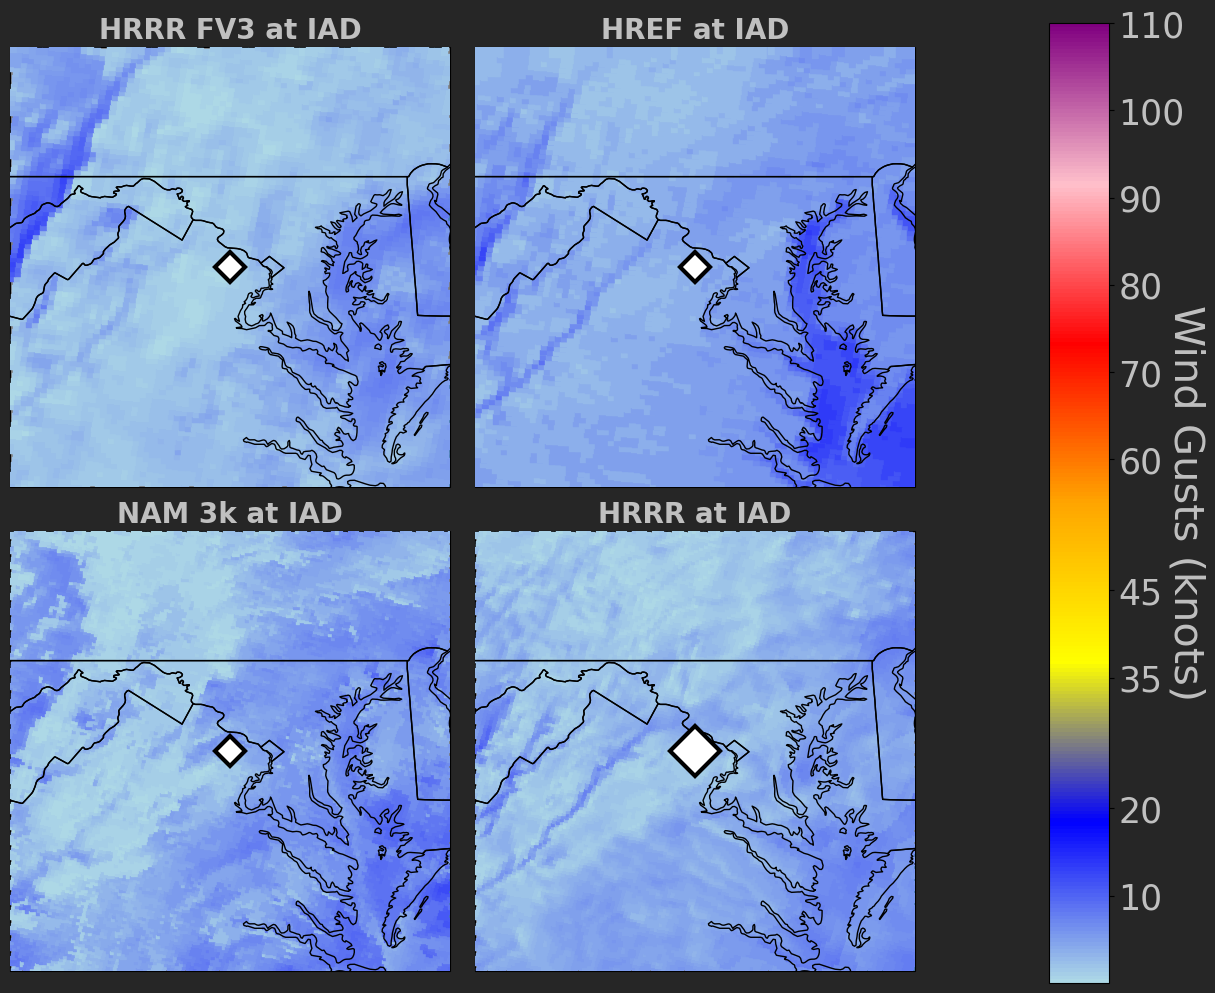 HRRR FV3 at IAD
HREF at IAD
NAM 3k at IAD
HRRR at IAD
110
100
90
80
70
60
45
35
20
10
Wind Gusts (knots)